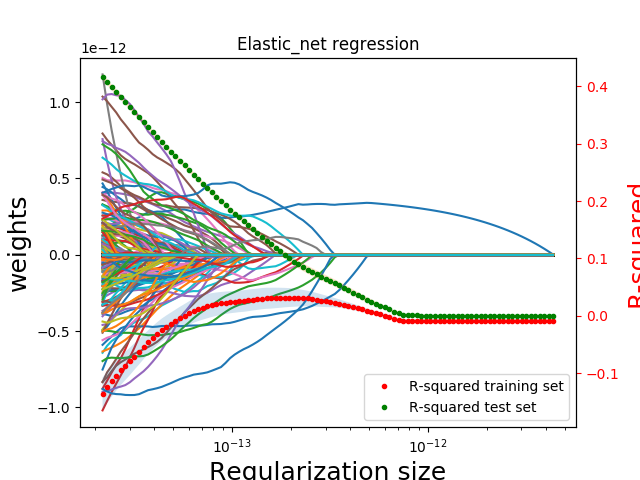 Elastic_net regression
1e−12
1.0
0.5
0.0
−0.5
−1.0
weights
0.4
0.3
0.2
0.1
0.0
−0.1
R-squared
R-squared training set
R-squared test set
10⁻¹³ 10⁻¹²
Regularization size